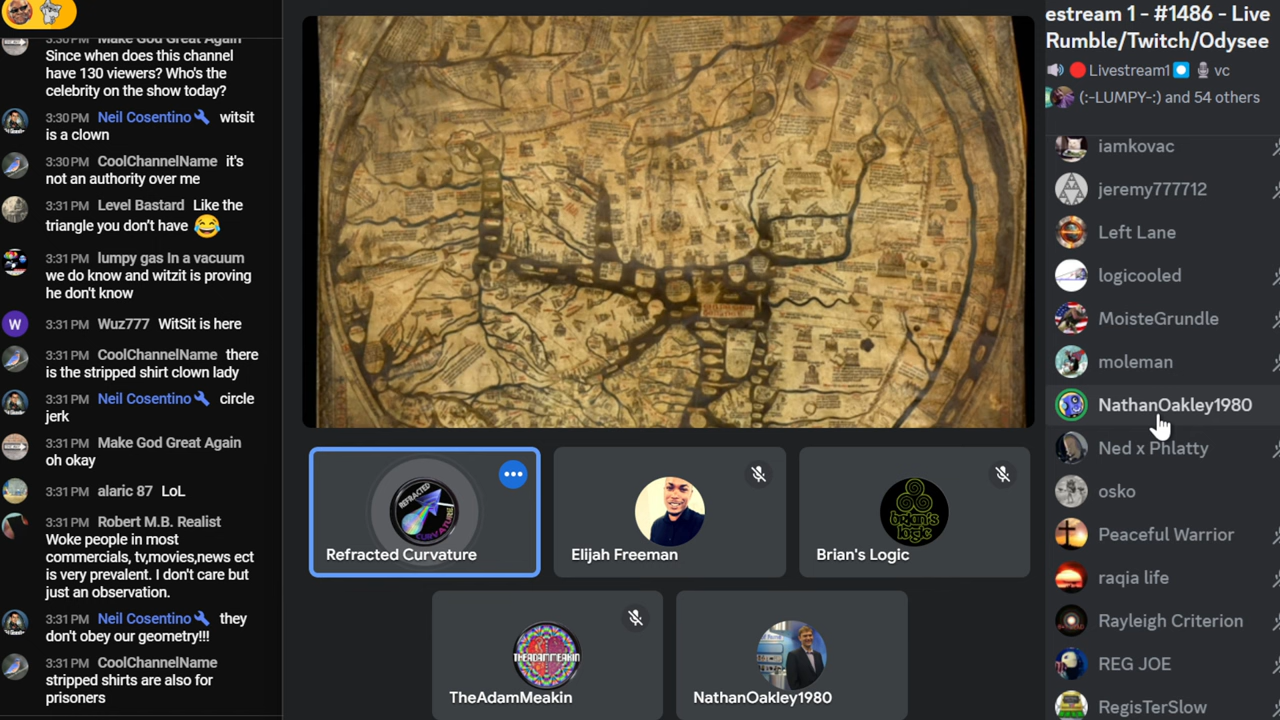 3:30 PM Make God Great Again
Since when does this channel
have 130 viewers? Who's the
celebrity on the show today?
3:30 PM Neil Cosentino witsit
is a clown
3:30 PM CoolChannelName it's
not an authority over me
3:31 PM Level Bastard Like the
triangle you don't have 😂
3:31 PM lumpy gas In a vacuum
we do know and witzit is proving
he don't know
W 3:31 PM Wuz777 WitSit is here
3:31 PM CoolChannelName there
is the stripped shirt clown lady
3:31 PM Neil Cosentino circle
jerk
3:31 PM Make God Great Again
oh okay
3:31 PM alaric 87 LoL
3:31 PM Robert M.B. Realist
Woke people in most
commercials, tv,movies,news ect
is very prevalent. I don't care but
just an observation.
3:31 PM Neil Cosentino they
don't obey our geometry!!!
3:31 PM CoolChannelName
stripped shirts are also for
prisoners
REFRACTED
CURVATURE
Refracted Curvature
Elijah Freeman
brian's
logic
Brian's Logic
THEADAMMEAKIN
TheAdamMeakin
NathanOakley1980
estream 1 - #1486 - Live
Rumble/Twitch/Odysee
Livestream1 vc
(:-LUMPY-:) and 54 others
iamkovac
jeremy777712
Left Lane
logicooled
MoisteGrundle
moleman
NathanOakley1980
Ned x Phlatty
osko
Peaceful Warrior
raqia life
Rayleigh Criterion
REG JOE
RegisTerSlow